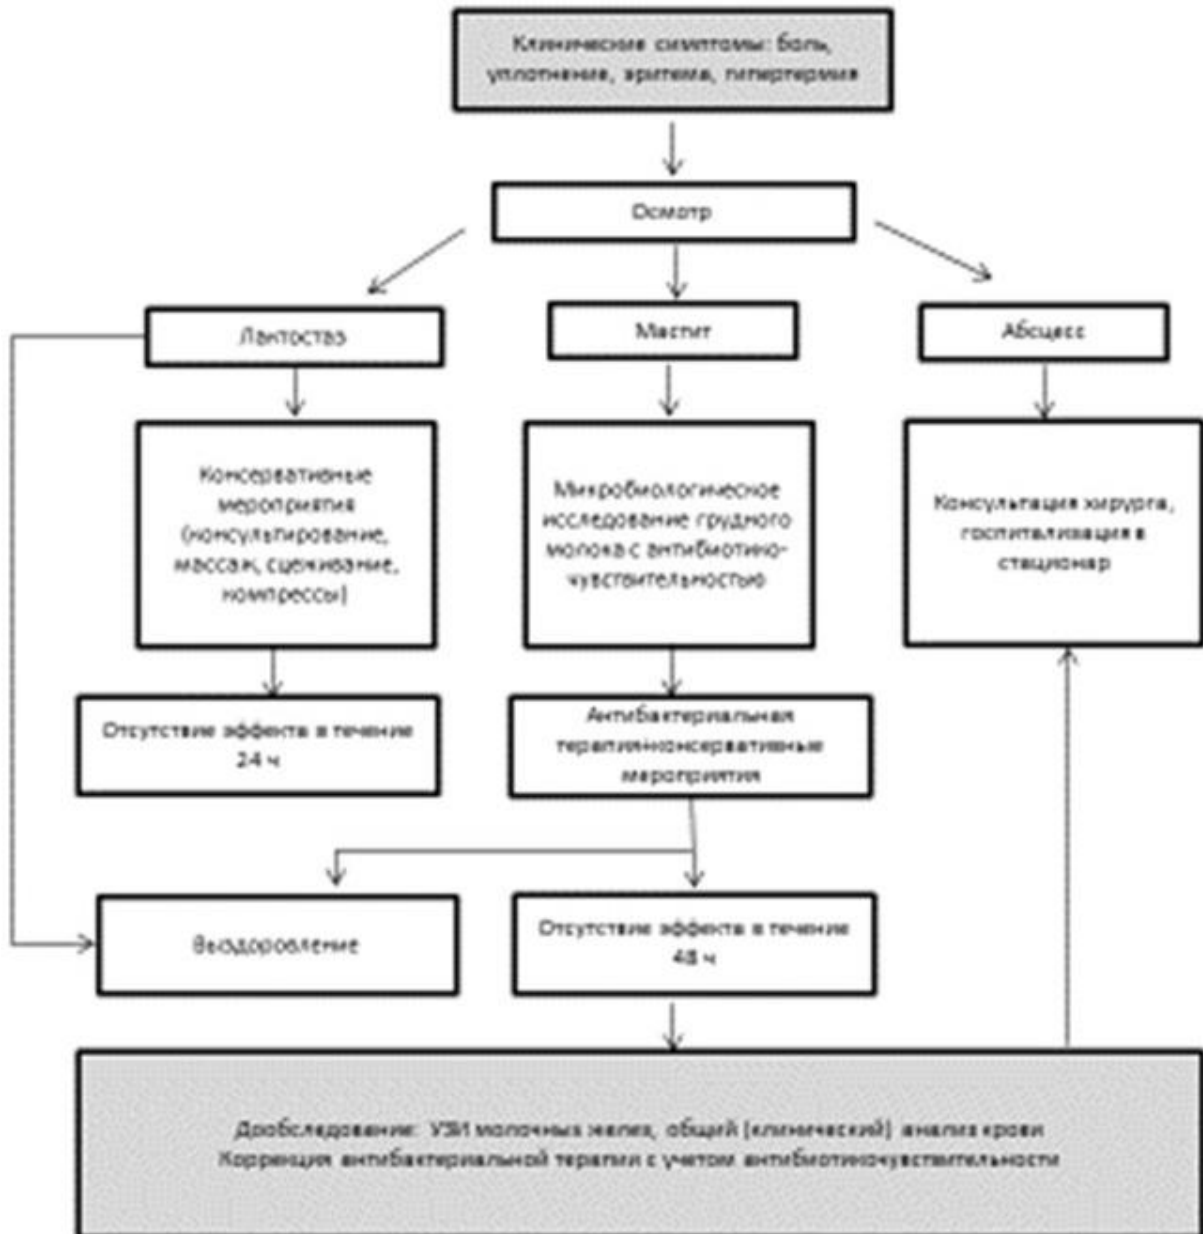 Клинические симптомы: боль,
уплотнение, эритема, гипертермия
Осмотр
Лактостаз
Мастит
Абсцесс
Консервативные
мероприятия
(консультирование,
массаж, сцеживание,
компрессы)
Микробиологическое
исследование грудного
молока с антибиотико-
чувствительностью
Консультация хирурга,
госпитализация в
стационар
Отсутствие эффекта в течение
24 ч
Антибактериальная
терапия+консервативные
мероприятия
Выздоровление
Отсутствие эффекта в течение
48 ч
Дообследование: УЗИ молочных желез, общий (клинический) анализ крови
Коррекция антибактериальной терапии с учетом антибиотикочувствительности